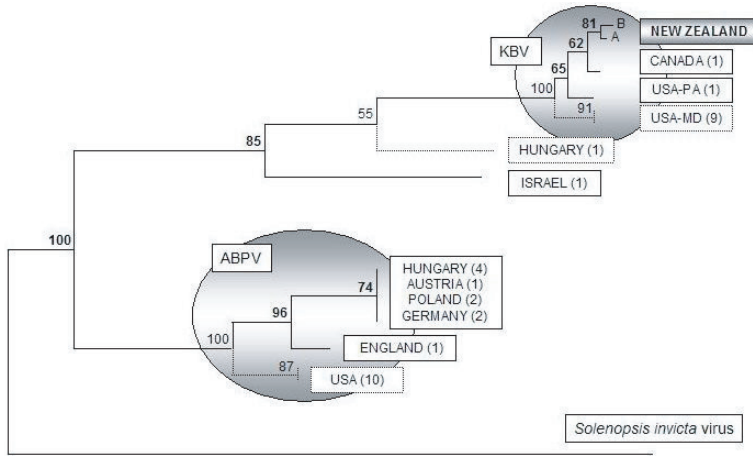 81
B
A
NEW ZEALAND
KBV
62
CANADA (1)
65
100
USA-PA (1)
91
USA-MD (9)
55
85
HUNGARY (1)
ISRAEL (1)
100
ABPV
74
HUNGARY (4)
AUSTRIA (1)
POLAND (2)
GERMANY (2)
96
100
ENGLAND (1)
87
USA (10)
Solenopsis invicta virus